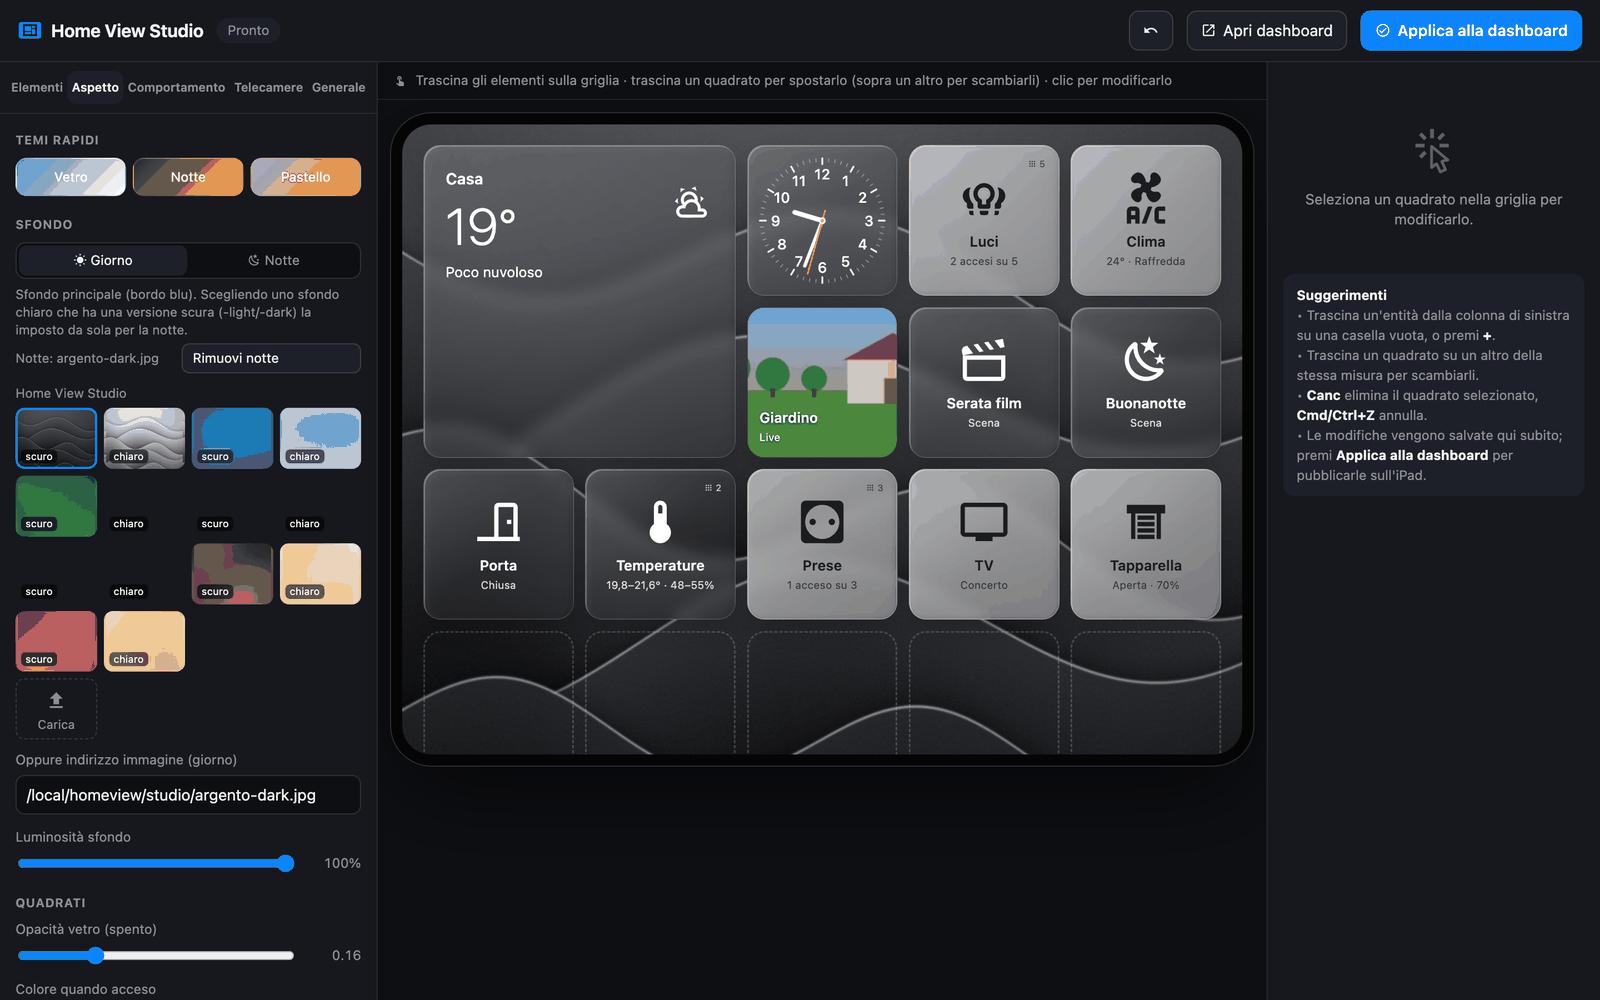 Home View Studio
Pronto
Apri dashboard
Applica alla dashboard
Elementi
Aspetto
Comportamento
Telecamere
Generale
Trascina gli elementi sulla griglia · trascina un quadrato per spostarlo (sopra un altro per scambiarli) · clic per modificarlo
TEMI RAPIDI
Vetro
Notte
Pastello
SFONDO
Giorno
Notte
Sfondo principale (bordo blu). Scegliendo uno sfondo
chiaro che ha una versione scura (-light/-dark) la
imposto da sola per la notte.
Notte: argento-dark.jpg
Rimuovi notte
Home View Studio
scuro
chiaro
scuro
chiaro
scuro
chiaro
scuro
chiaro
scuro
chiaro
scuro
chiaro
scuro
chiaro
Carica
Oppure indirizzo immagine (giorno)
/local/homeview/studio/argento-dark.jpg
Luminosità sfondo
100%
QUADRATI
Opacità vetro (spento)
0.16
Colore quando acceso
Casa
19°
Poco nuvoloso
12
1
2
3
4
5
6
7
8
9
10
11
5
Luci
2 accesi su 5
A/C
Clima
24° · Raffredda
Giardino
Live
Serata film
Scena
Buonanotte
Scena
Porta
Chiusa
2
Temperature
19,8–21,6° · 48–55%
3
Prese
1 acceso su 3
TV
Concerto
Tapparella
Aperta · 70%
Seleziona un quadrato nella griglia per
modificarlo.
Suggerimenti
• Trascina un'entità dalla colonna di sinistra
su una casella vuota, o premi +.
• Trascina un quadrato su un altro della
stessa misura per scambiarli.
• Canc elimina il quadrato selezionato,
Cmd/Ctrl+Z annulla.
• Le modifiche vengono salvate qui subito;
premi Applica alla dashboard per
pubblicarle sull'iPad.